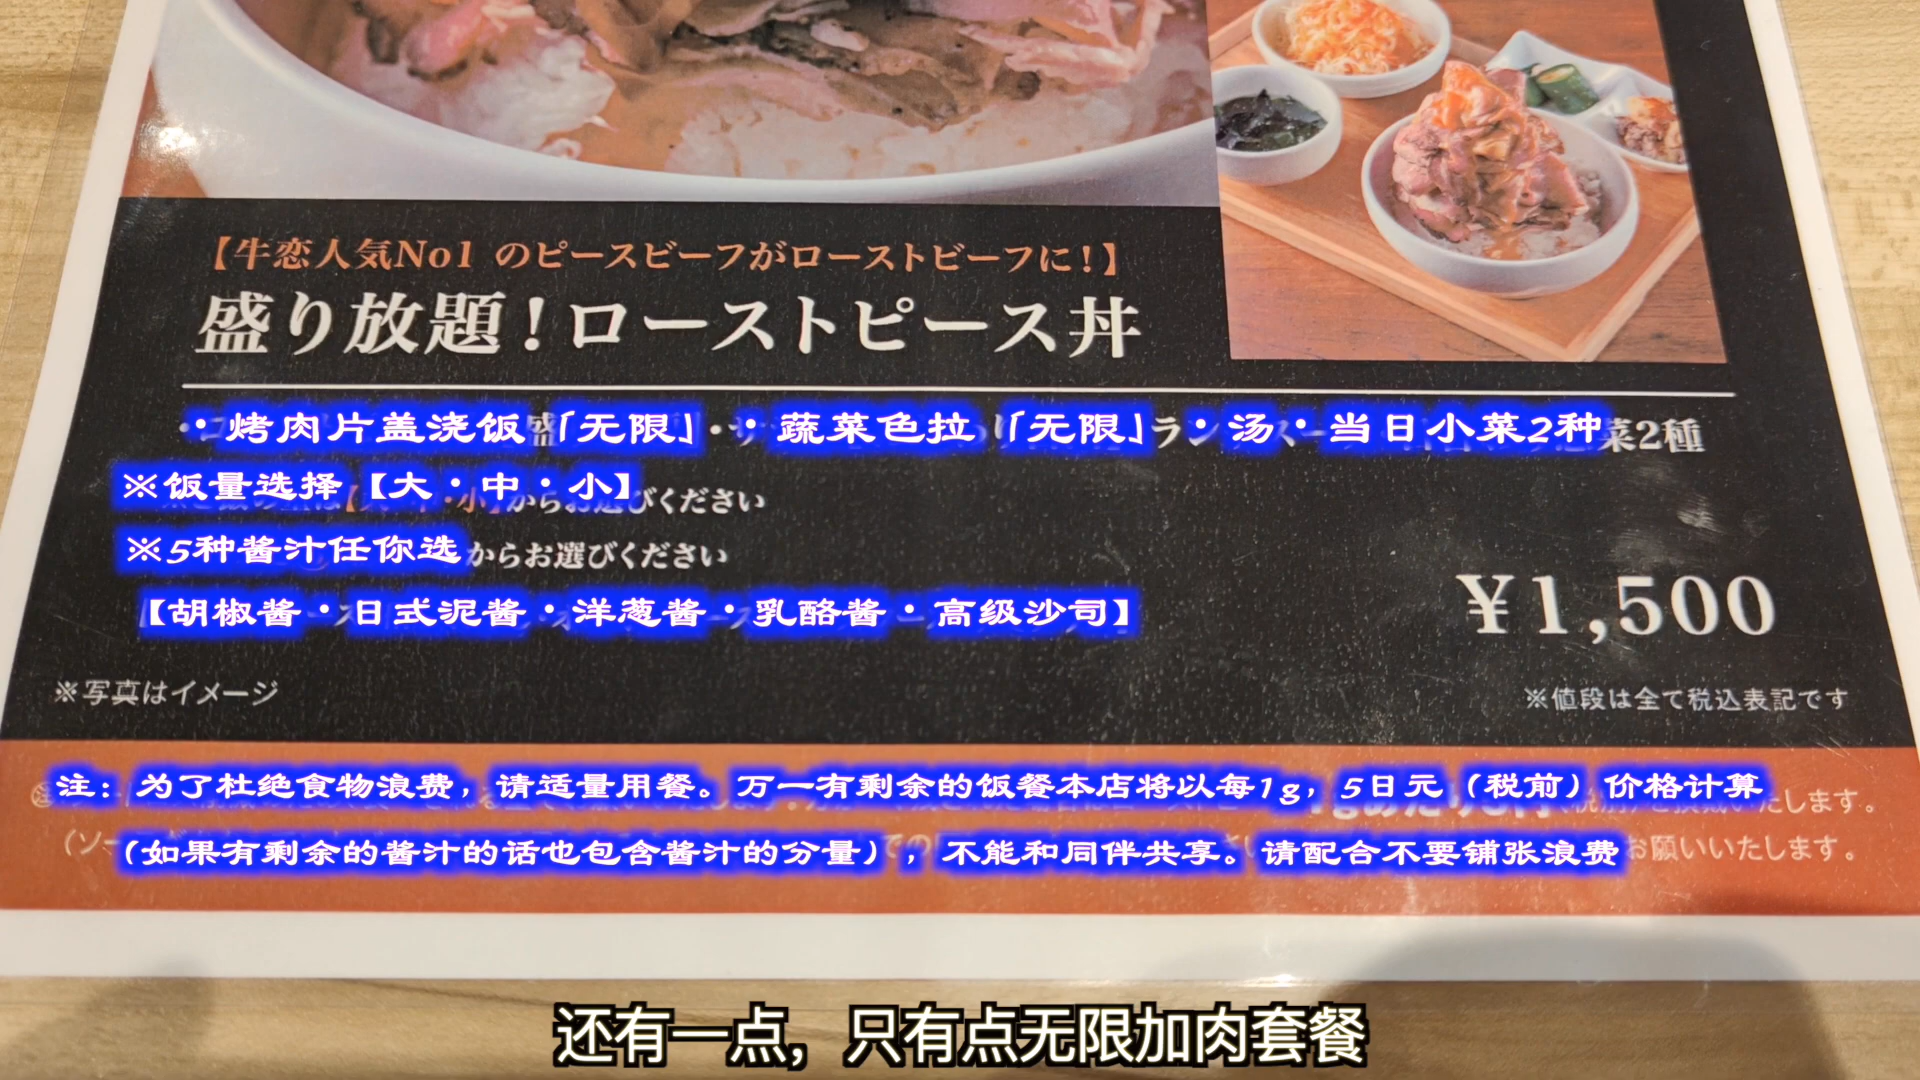 【牛恋人気No1 のピースビーフがローストビーフに!】
盛り放題!ローストピース丼
・烤肉片盖浇饭「无限」・蔬菜色拉「无限」・汤・当日小菜2种 菜2種
※饭量选择【大・中・小】からお選びください
※5种酱汁任你选 からお選びください
【胡椒酱・日式泥酱・洋葱酱・乳酪酱・高级沙司】
¥1,500
※写真はイメージ
※値段は全て税込表記です
注：为了杜绝食物浪费，请适量用餐。万一有剩余的饭餐本店将以每1g，5日元（税前）价格计算 たします。
（如果有剩余的酱汁的话也包含酱汁的分量），不能和同伴共享。请配合不要铺张浪费 お願いいたします。
还有一点，只有点无限加肉套餐